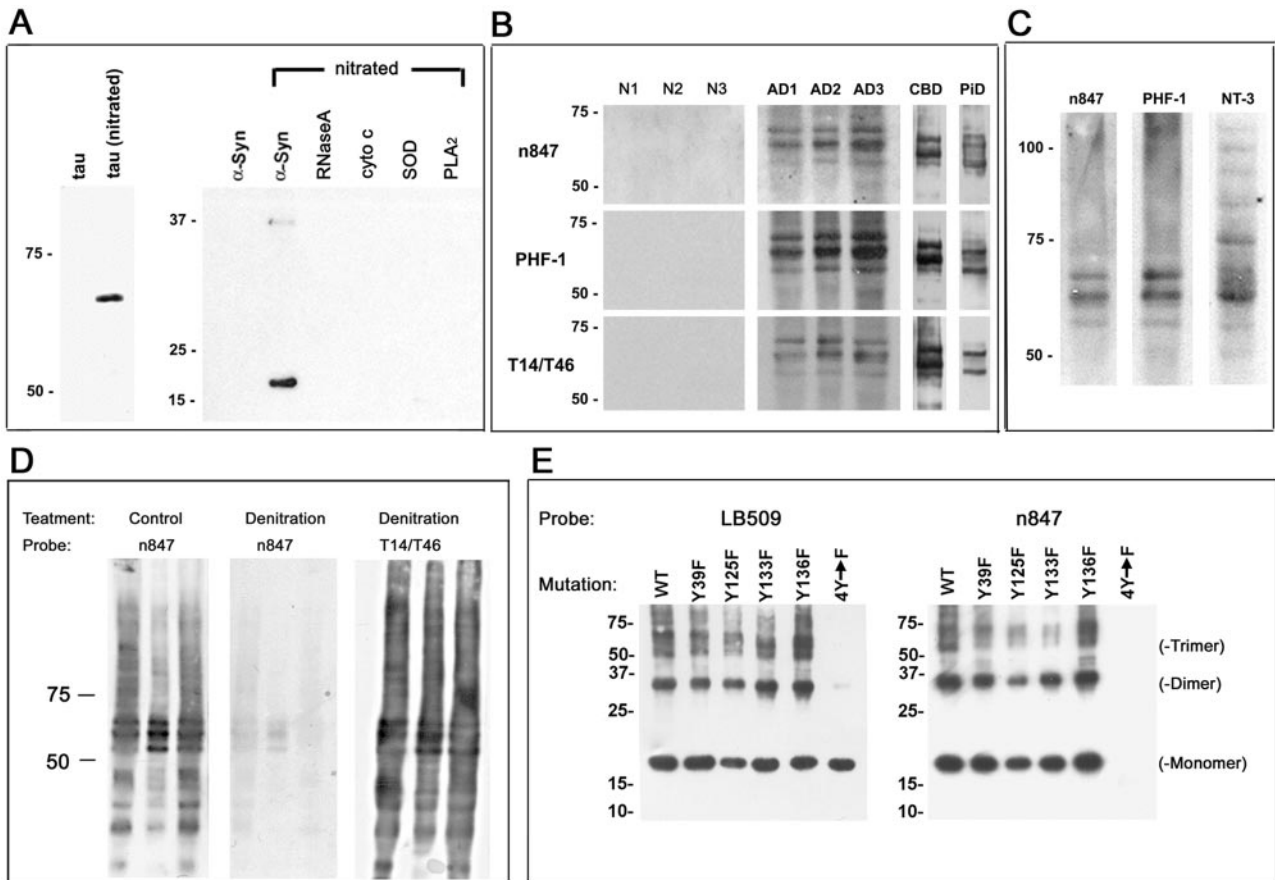 A
nitrated
tau
tau (nitrated)
α-Syn
α-Syn
RNaseA
cyto c
SOD
PLA2
75 -
50 -
37 -
25 -
15 -
B
N1 N2 N3 AD1 AD2 AD3 CBD PiD
n847
75 -
50 -
PHF-1
75 -
50 -
T14/T46
75 -
50 -
C
n847 PHF-1 NT-3
100 -
75 -
50 -
D
Teatment: Control Denitration Denitration
Probe: n847 n847 T14/T46
75 —
50 —
E
Probe: LB509 n847
Mutation:
WT
Y39F
Y125F
Y133F
Y136F
4Y→F
75-
50-
37-
25-
15-
10-
WT
Y39F
Y125F
Y133F
Y136F
4Y→F
75-
50-
37-
25-
15-
10-
(-Trimer)
(-Dimer)
(-Monomer)